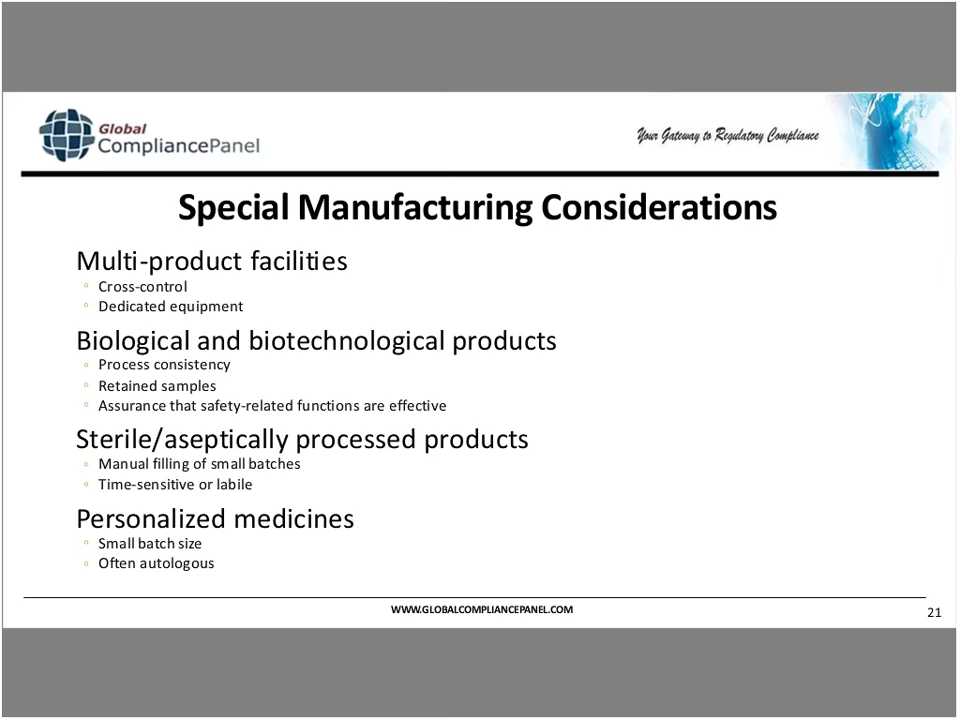 Global
CompliancePanel
Your Gateway to Regulatory Compliance
Special Manufacturing Considerations
Multi-product facilities
◦ Cross-control
◦ Dedicated equipment
Biological and biotechnological products
◦ Process consistency
◦ Retained samples
◦ Assurance that safety-related functions are effective
Sterile/aseptically processed products
◦ Manual filling of small batches
◦ Time-sensitive or labile
Personalized medicines
◦ Small batch size
◦ Often autologous
WWW.GLOBALCOMPLIANCEPANEL.COM
21